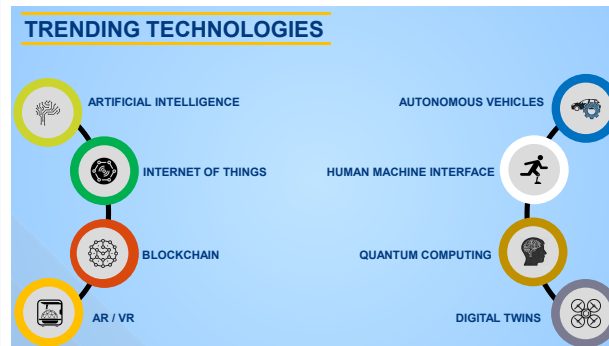 TRENDING TECHNOLOGIES
ARTIFICIAL INTELLIGENCE
INTERNET OF THINGS
BLOCKCHAIN
AR / VR
AUTONOMOUS VEHICLES
HUMAN MACHINE INTERFACE
QUANTUM COMPUTING
DIGITAL TWINS